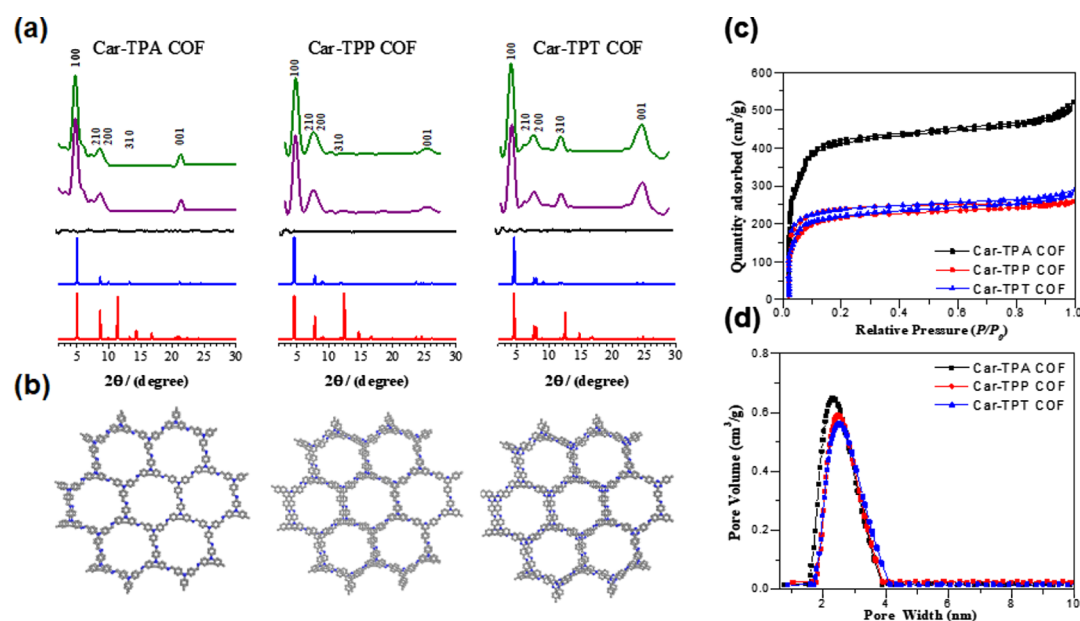 (a)
Car-TPA COF
100
210
200
310
001
5
10
15
20
25
30
2θ / (degree)
Car-TPP COF
100
210
200
310
001
5
10
15
20
25
30
2θ / (degree)
Car-TPT COF
100
210
200
310
001
5
10
15
20
25
30
2θ / (degree)
(b)
(c)
600
500
400
300
200
100
0
Quantity adsorbed (cm³/g)
Car-TPA COF
Car-TPP COF
Car-TPT COF
0.0
0.2
0.4
0.6
0.8
1.0
Relative Pressure (P/P₀)
(d)
0.8
0.6
0.4
0.2
0.0
Pore Volume (cm³/g)
Car-TPA COF
Car-TPP COF
Car-TPT COF
2
4
6
8
10
Pore Width (nm)